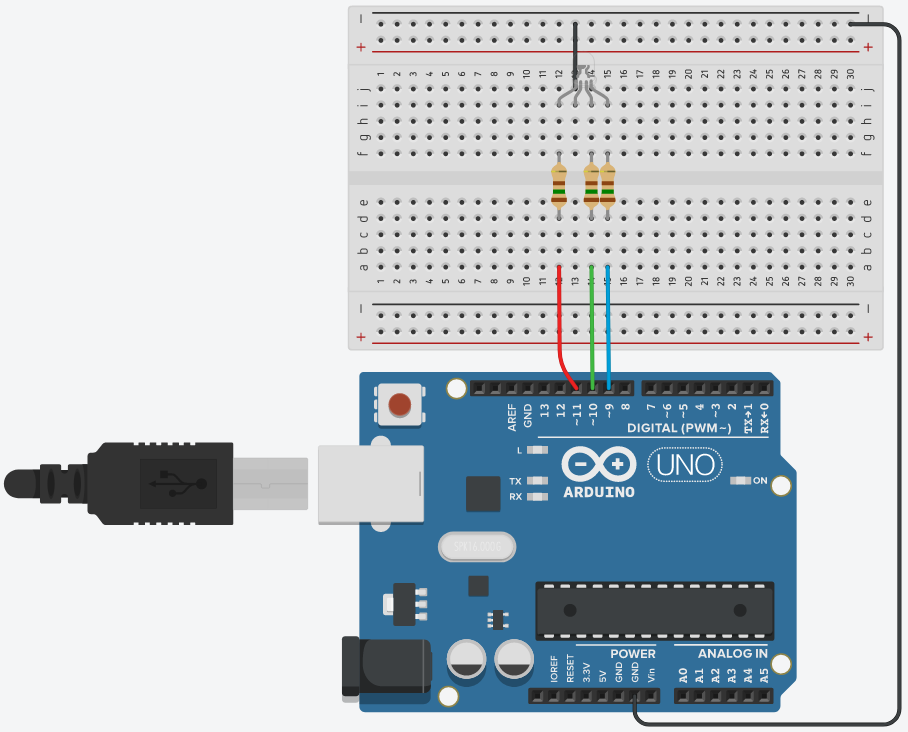 − −
+ +
1 2 3 4 5 6 7 8 9 10 11 12 13 14 15 16 17 18 19 20 21 22 23 24 25 26 27 28 29 30
j j
i i
h h
g g
f f
e e
d d
c c
b b
a a
1 2 3 4 5 6 7 8 9 10 11 12 13 14 15 16 17 18 19 20 21 22 23 24 25 26 27 28 29 30
− −
+ +
AREF GND 13 12 ~11 ~10 ~9 8 7 ~6 ~5 4 ~3 2 TX→1 RX←0
DIGITAL (PWM~)
L
TX
RX
ARDUINO
UNO
ON
POWER
ANALOG IN
IOREF RESET 3.3V 5V GND GND Vin A0 A1 A2 A3 A4 A5